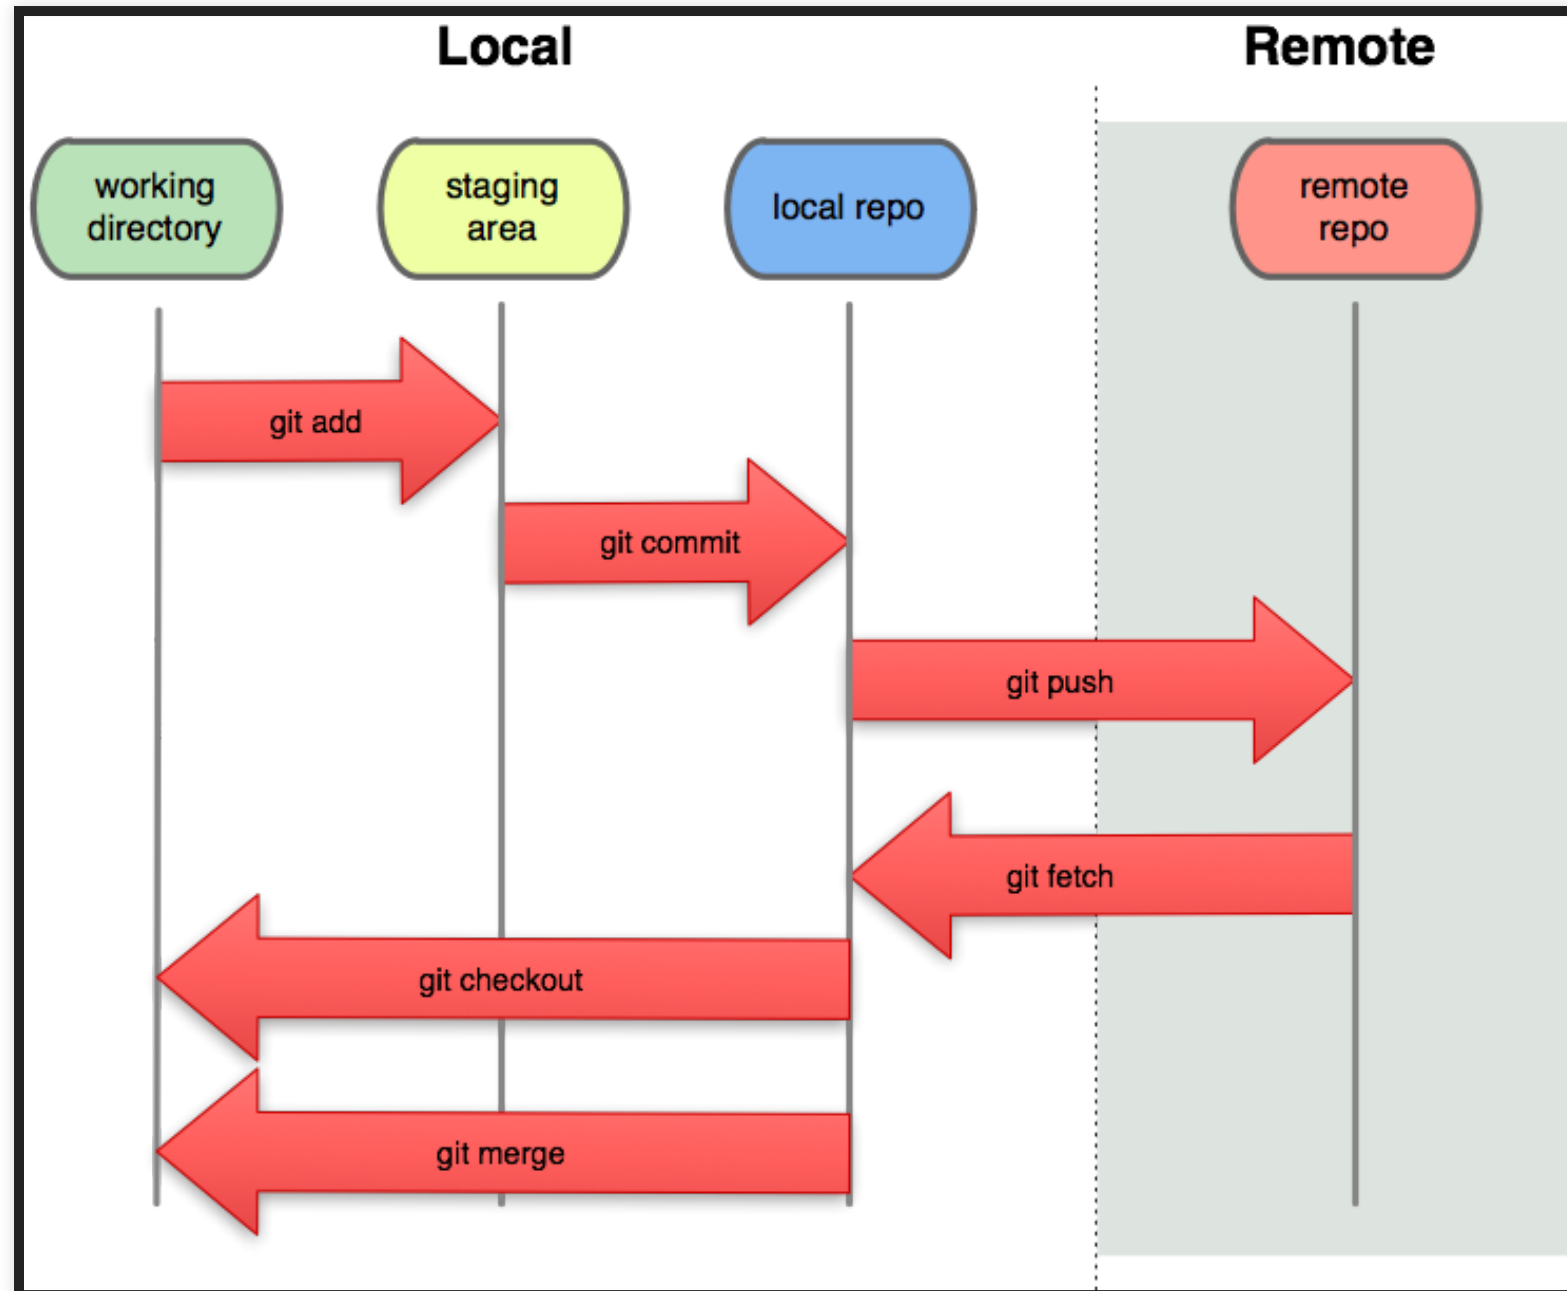 Local
Remote
working
directory
staging
area
local repo
remote
repo
git add
git commit
git push
git fetch
git checkout
git merge